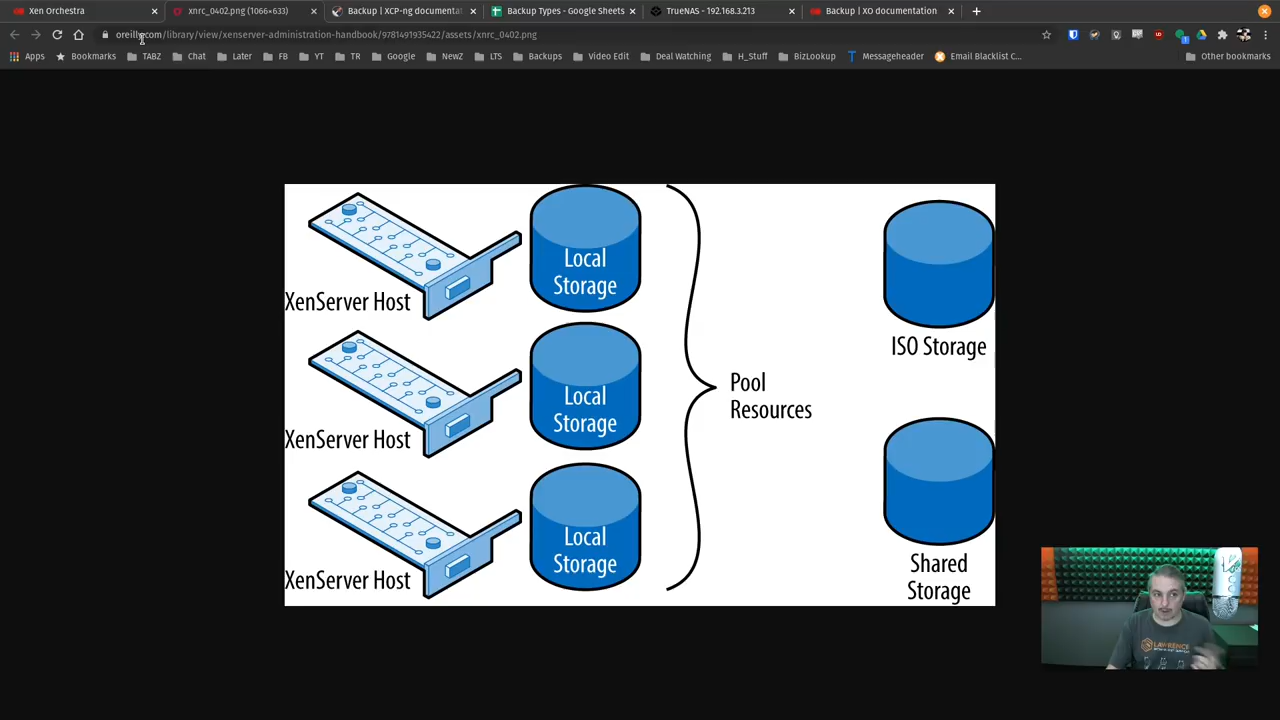 Xen Orchestra
xnrc_0402.png (1066×633)
Backup | XCP-ng documentat
Backup Types - Google Sheets
TrueNAS - 192.168.3.213
Backup | XO documentation
oreilly.com/library/view/xenserver-administration-handbook/9781491935422/assets/xnrc_0402.png
Apps
Bookmarks
TABZ
Chat
Later
FB
YT
TR
Google
NewZ
LTS
Backups
Video Edit
Deal Watching
H_Stuff
BizLookup
Messageheader
Email Blacklist C...
Other bookmarks
XenServer Host
Local
Storage
XenServer Host
Local
Storage
XenServer Host
Local
Storage
Pool
Resources
ISO Storage
Shared
Storage
LAWRENCE